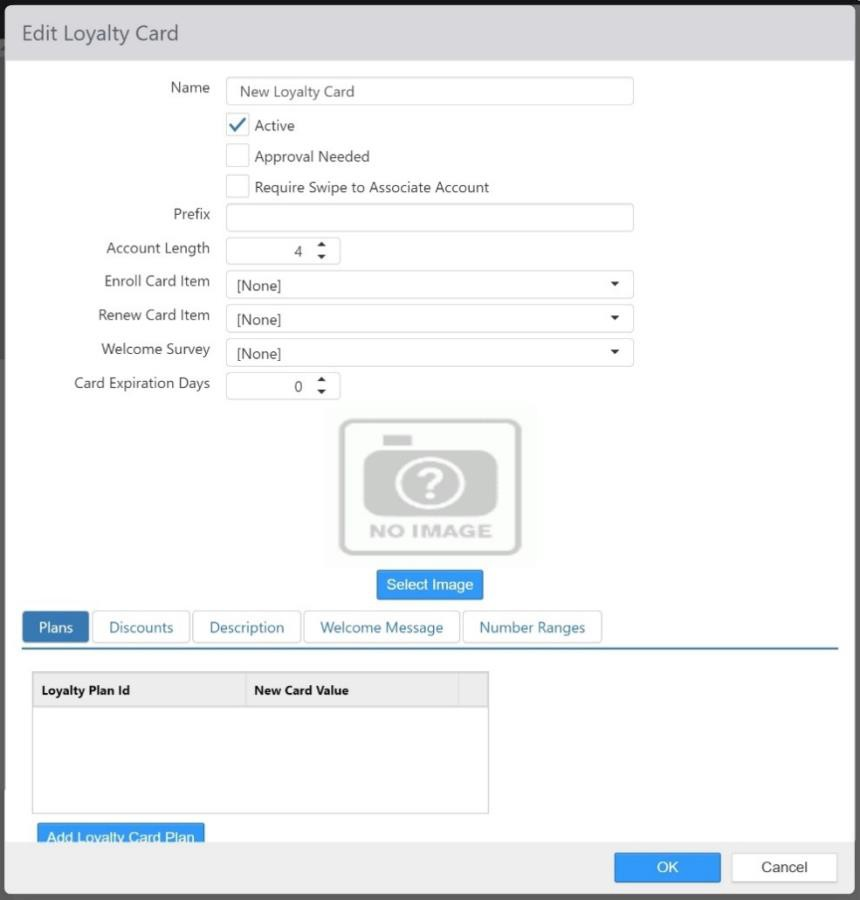 Edit Loyalty Card
Name New Loyalty Card
Active
Approval Needed
Require Swipe to Associate Account
Prefix
Account Length 4
Enroll Card Item [None]
Renew Card Item [None]
Welcome Survey [None]
Card Expiration Days 0
?
NO IMAGE
Select Image
Plans Discounts Description Welcome Message Number Ranges
Loyalty Plan Id New Card Value
Add Loyalty Card Plan
OK Cancel